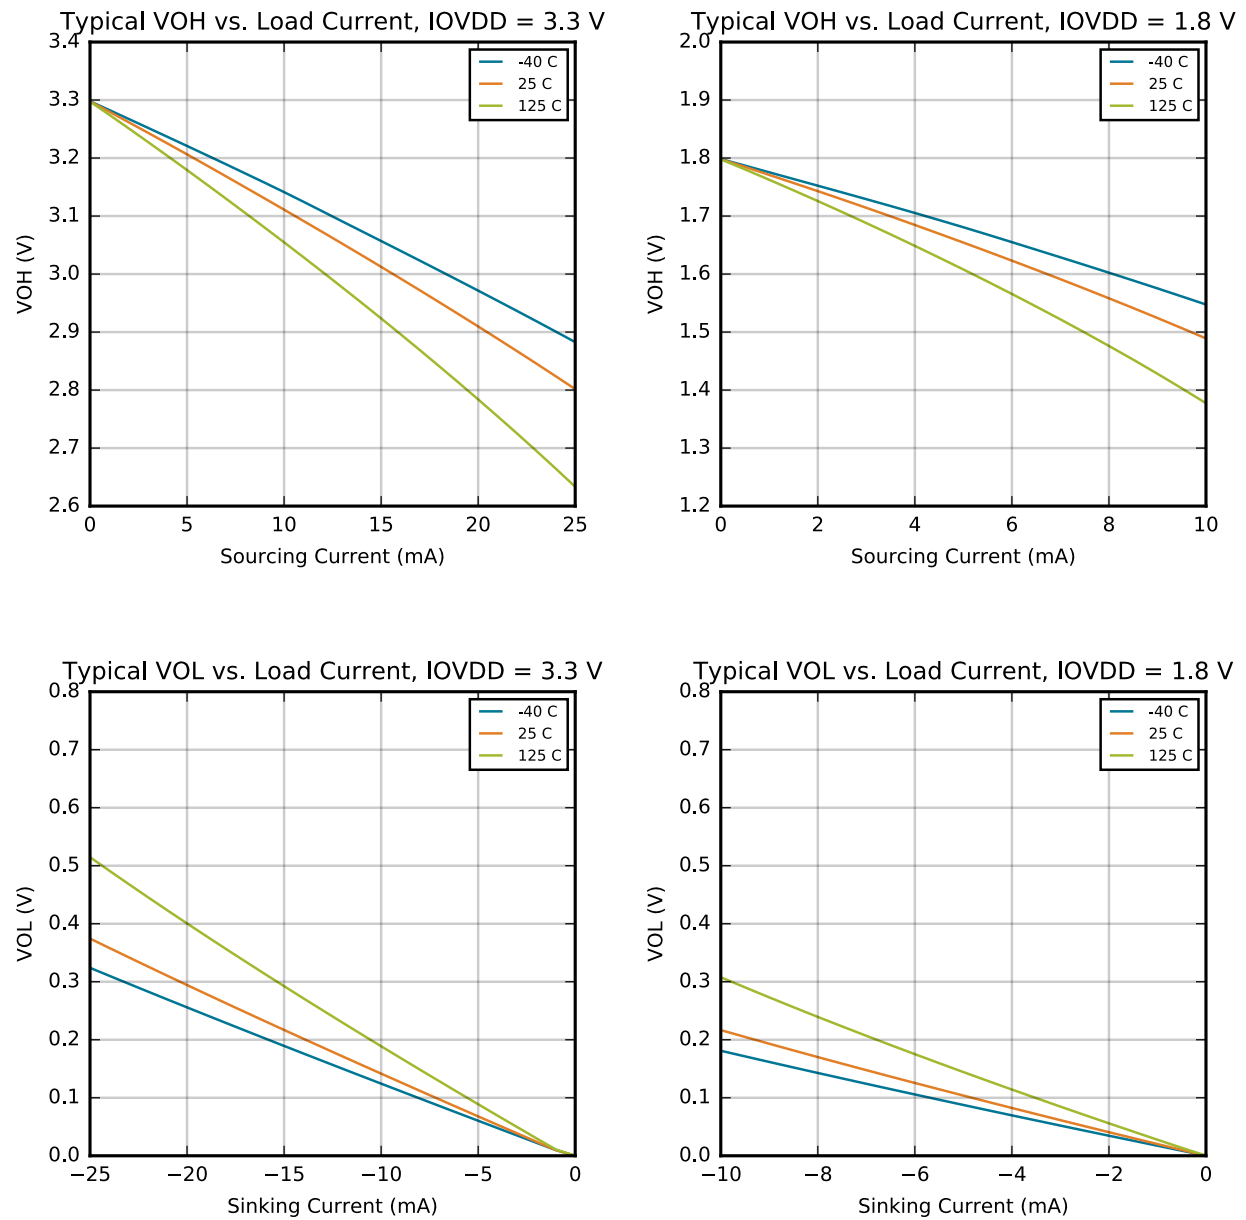 Typical VOH vs. Load Current, IOVDD = 3.3 V
3.4
3.3
3.2
3.1
3.0
2.9
2.8
2.7
2.6
VOH (V)
-40 C
25 C
125 C
0 5 10 15 20 25
Sourcing Current (mA)
Typical VOH vs. Load Current, IOVDD = 1.8 V
2.0
1.9
1.8
1.7
1.6
1.5
1.4
1.3
1.2
VOH (V)
-40 C
25 C
125 C
0 2 4 6 8 10
Sourcing Current (mA)
Typical VOL vs. Load Current, IOVDD = 3.3 V
0.8
0.7
0.6
0.5
0.4
0.3
0.2
0.1
0.0
VOL (V)
-40 C
25 C
125 C
−25 −20 −15 −10 −5 0
Sinking Current (mA)
Typical VOL vs. Load Current, IOVDD = 1.8 V
0.8
0.7
0.6
0.5
0.4
0.3
0.2
0.1
0.0
VOL (V)
-40 C
25 C
125 C
−10 −8 −6 −4 −2 0
Sinking Current (mA)